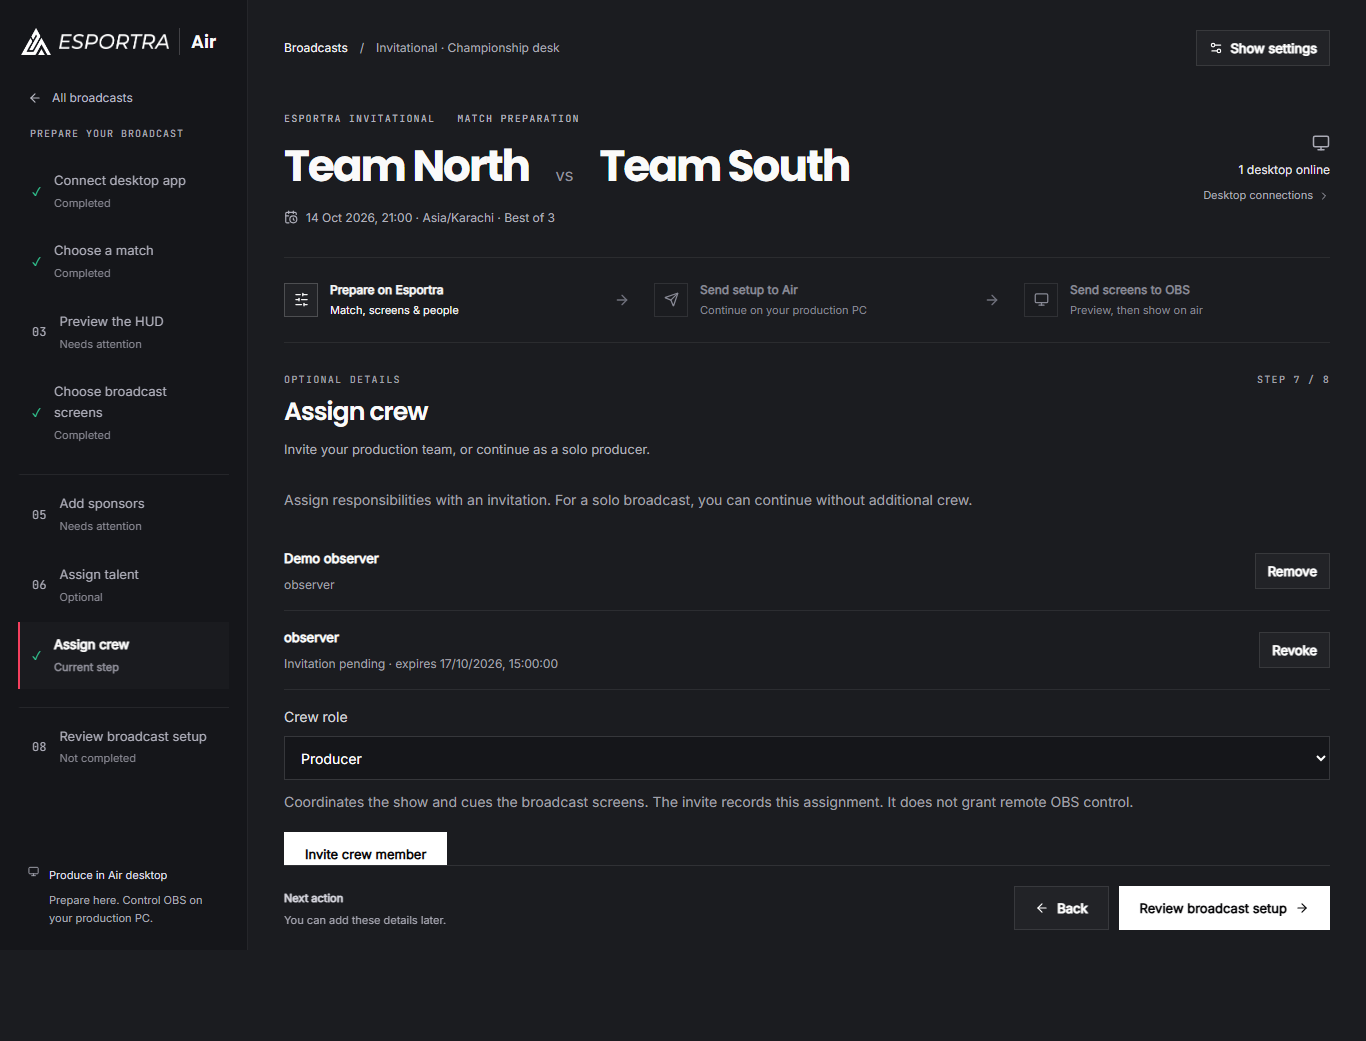 ESPORTRA Air
All broadcasts
PREPARE YOUR BROADCAST
Connect desktop app
Completed
Choose a match
Completed
03 Preview the HUD
Needs attention
Choose broadcast
screens
Completed
05 Add sponsors
Needs attention
06 Assign talent
Optional
Assign crew
Current step
08 Review broadcast setup
Not completed
Produce in Air desktop
Prepare here. Control OBS on
your production PC.
Broadcasts / Invitational · Championship desk
Show settings
ESPORTRA INVITATIONAL MATCH PREPARATION
Team North vs Team South
14 Oct 2026, 21:00 · Asia/Karachi · Best of 3
1 desktop online
Desktop connections
Prepare on Esportra
Match, screens & people
Send setup to Air
Continue on your production PC
Send screens to OBS
Preview, then show on air
OPTIONAL DETAILS
STEP 7 / 8
Assign crew
Invite your production team, or continue as a solo producer.
Assign responsibilities with an invitation. For a solo broadcast, you can continue without additional crew.
Demo observer
observer
Remove
observer
Invitation pending · expires 17/10/2026, 15:00:00
Revoke
Crew role
Producer
Coordinates the show and cues the broadcast screens. The invite records this assignment. It does not grant remote OBS control.
Invite crew member
Next action
You can add these details later.
Back
Review broadcast setup